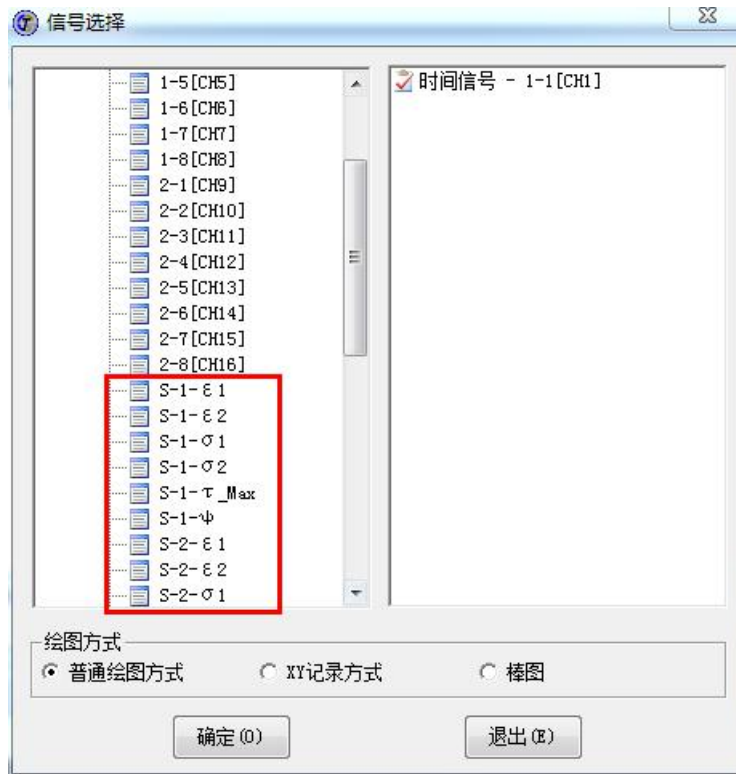 信号选择
1-5[CH5]
1-6[CH6]
1-7[CH7]
1-8[CH8]
2-1[CH9]
2-2[CH10]
2-3[CH11]
2-4[CH12]
2-5[CH13]
2-6[CH14]
2-7[CH15]
2-8[CH16]
S-1-ε1
S-1-ε2
S-1-σ1
S-1-σ2
S-1-τ_Max
S-1-ψ
S-2-ε1
S-2-ε2
S-2-σ1
时间信号 - 1-1[CH1]
绘图方式
普通绘图方式 XY记录方式 棒图
确定(O) 退出(E)